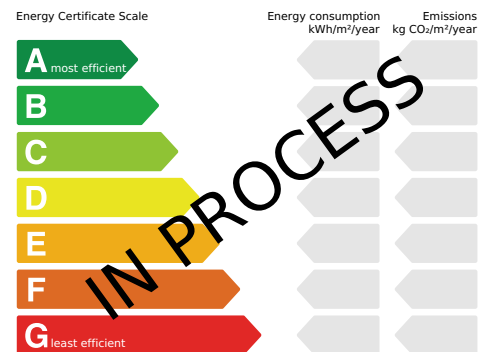 Energy Certificate Scale
Energy consumption
kWh/m²/year
Emissions
kg CO₂/m²/year
A most efficient
B
C
D
E
F
G least efficient
IN PROCESS